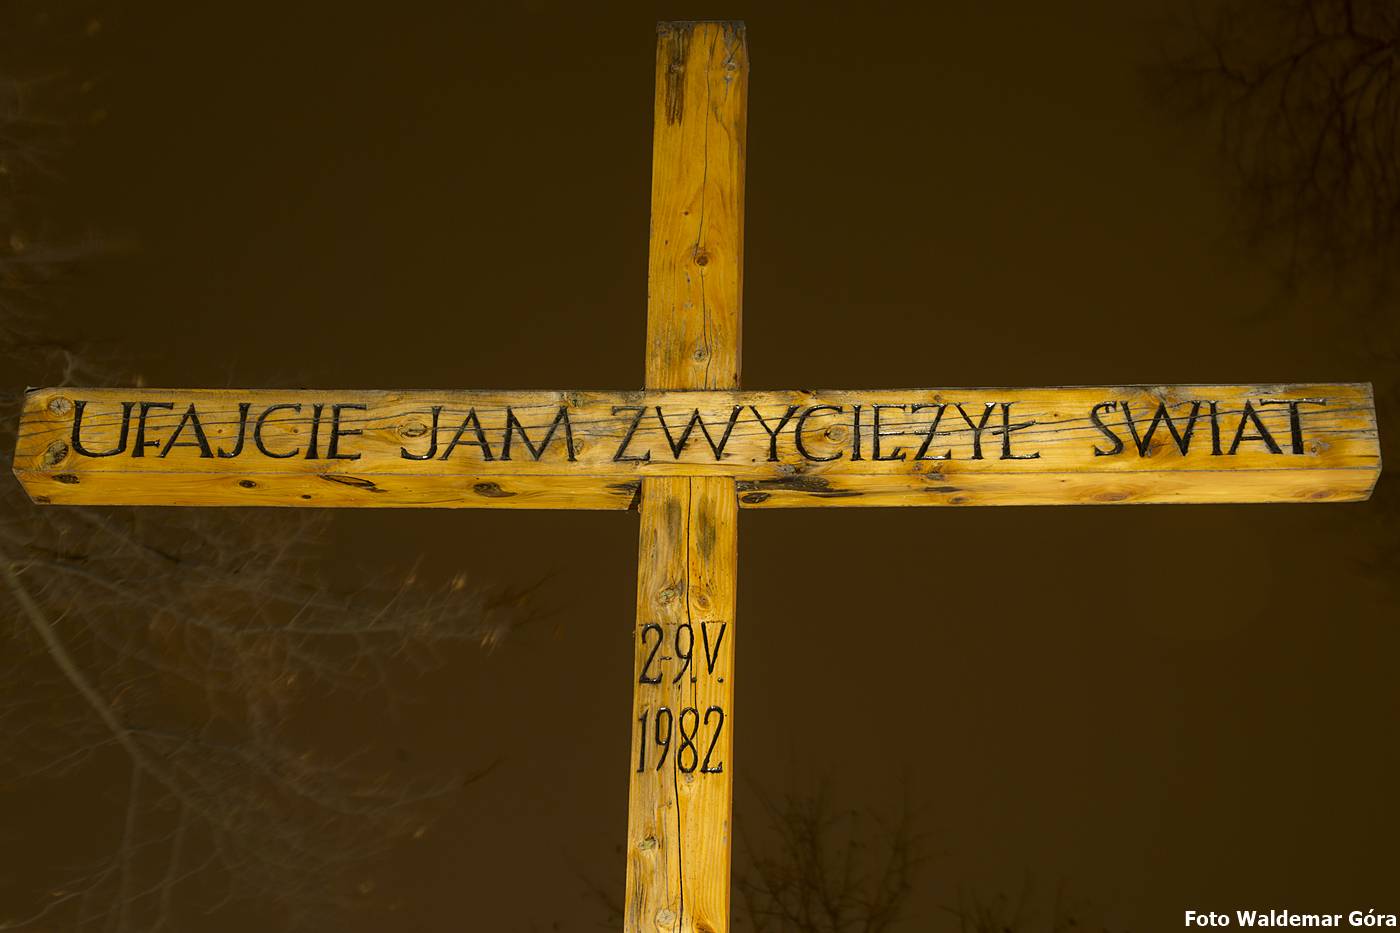 UFAJCIE JAM ZWYCIĘŻYŁ ŚWIAT
2-9.V.
1982
Foto Waldemar Góra